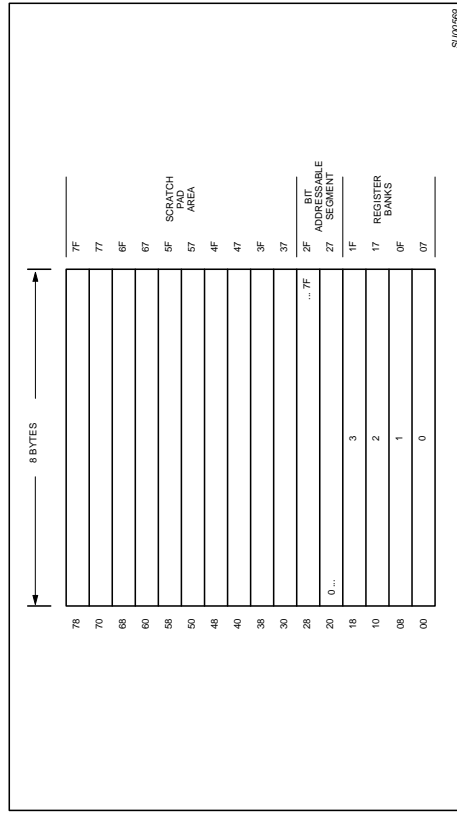 8 BYTES
78 7F
70 77
68 6F
60 67
58 5F
50 57
48 4F
40 47
38 3F
30 37
SCRATCH
PAD
AREA
28 ... 7F 2F
20 0 ... 27
BIT
ADDRESSABLE
SEGMENT
18 3 1F
10 2 17
08 1 0F
00 0 07
REGISTER
BANKS
SU00569